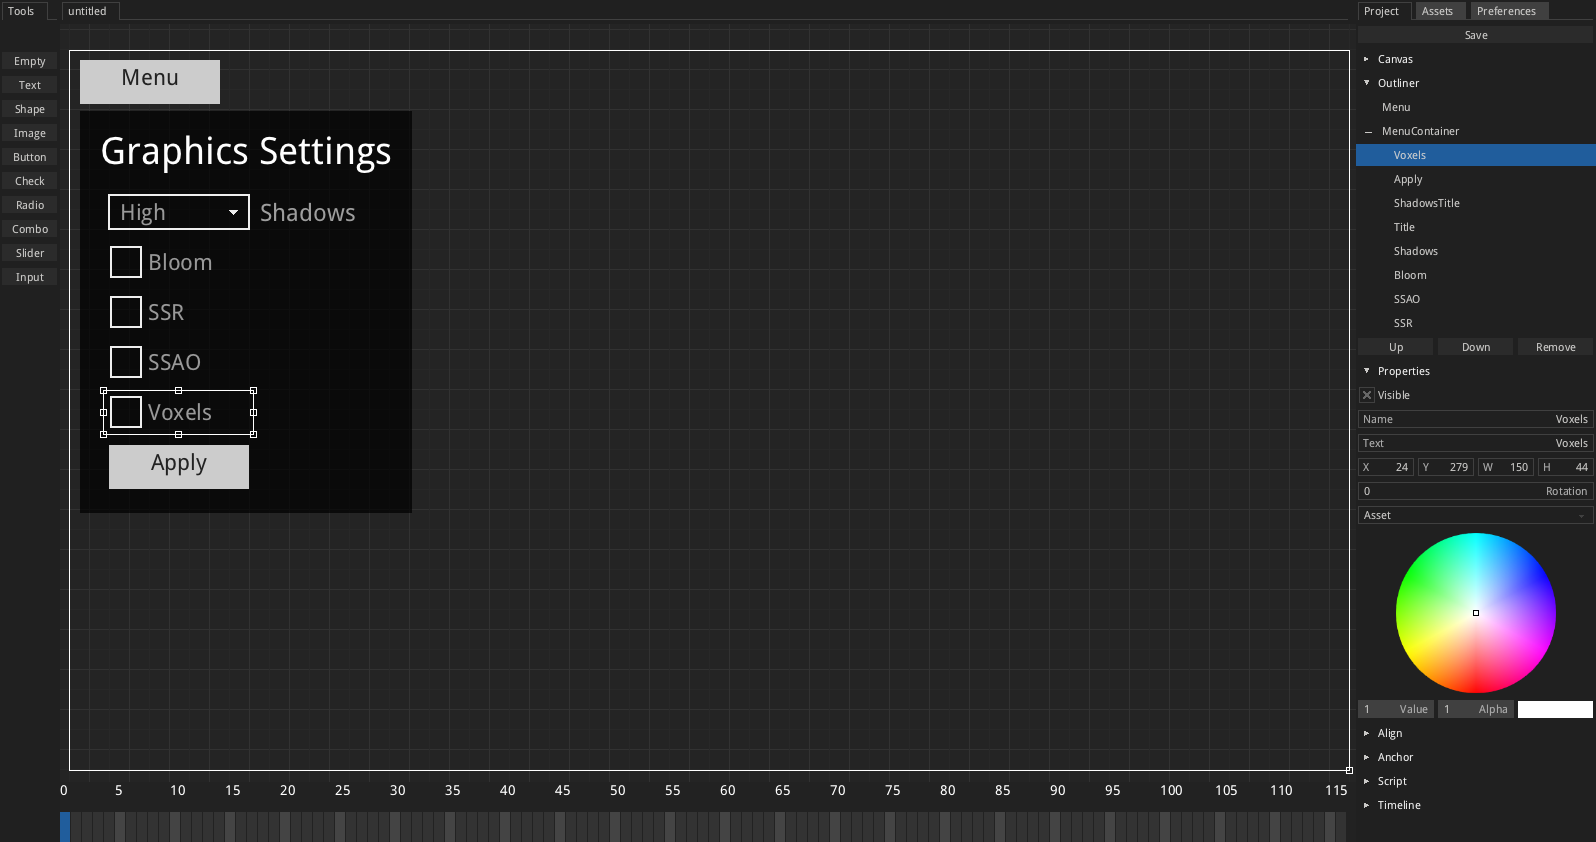 Tools
untitled
Project
Assets
Preferences
Save
Empty
Text
Shape
Image
Button
Check
Radio
Combo
Slider
Input
Menu
Graphics Settings
High
Shadows
Bloom
SSR
SSAO
Voxels
Apply
0 5 10 15 20 25 30 35 40 45 50 55 60 65 70 75 80 85 90 95 100 105 110 115
Canvas
Outliner
Menu
MenuContainer
Voxels
Apply
ShadowsTitle
Title
Shadows
Bloom
SSAO
SSR
Up Down Remove
Properties
Visible
Name Voxels
Text Voxels
X 24 Y 279 W 150 H 44
0 Rotation
Asset
1 Value 1 Alpha
Align
Anchor
Script
Timeline